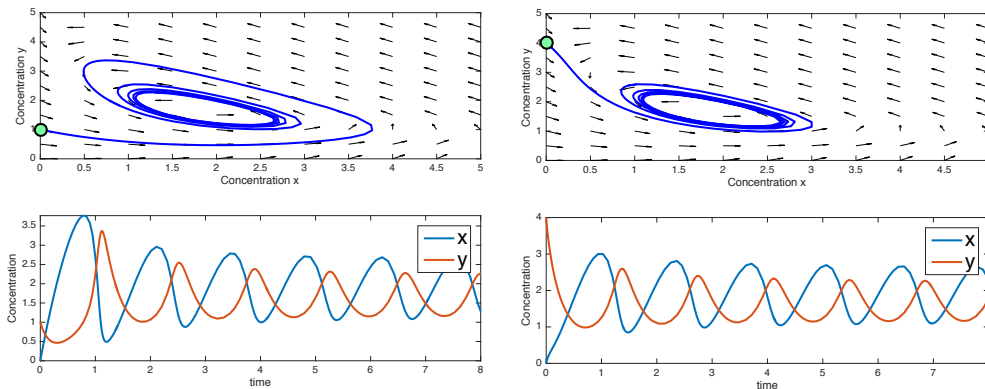 Concentration y
5
4
3
2
1
0
0 0.5 1 1.5 2 2.5 3 3.5 4 4.5 5
Concentration x
Concentration y
5
4
3
2
1
0
0 0.5 1 1.5 2 2.5 3 3.5 4 4.5
Concentration x
Concentration
3.5
3
2.5
2
1.5
1
0.5
0
0 1 2 3 4 5 6 7 8
time
x
y
Concentration
4
3
2
1
0
0 1 2 3 4 5 6 7
time
x
y